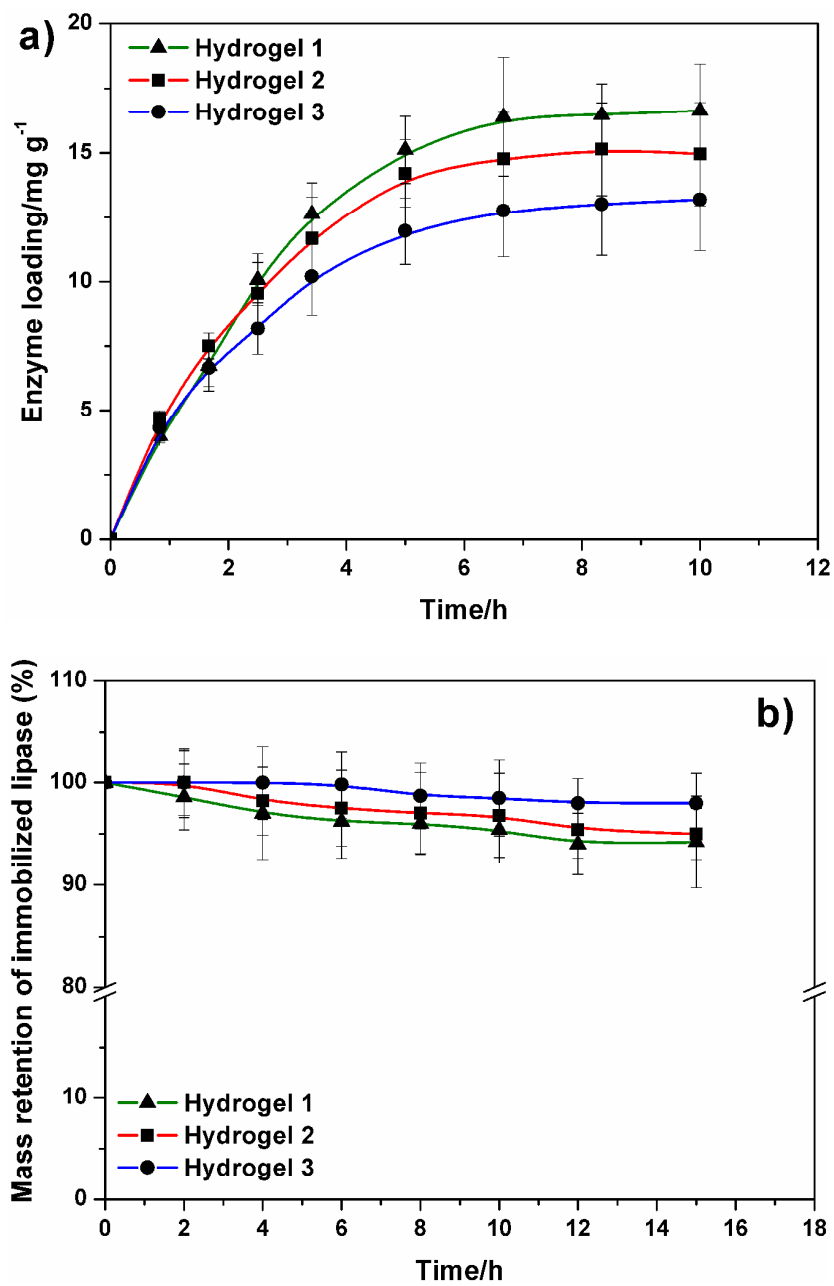 a)
Hydrogel 1
Hydrogel 2
Hydrogel 3
Enzyme loading/mg g⁻¹
20
15
10
5
0
0 2 4 6 8 10 12
Time/h
b)
Mass retention of immobilized lipase (%)
110
100
90
80
10
0
Hydrogel 1
Hydrogel 2
Hydrogel 3
0 2 4 6 8 10 12 14 16 18
Time/h